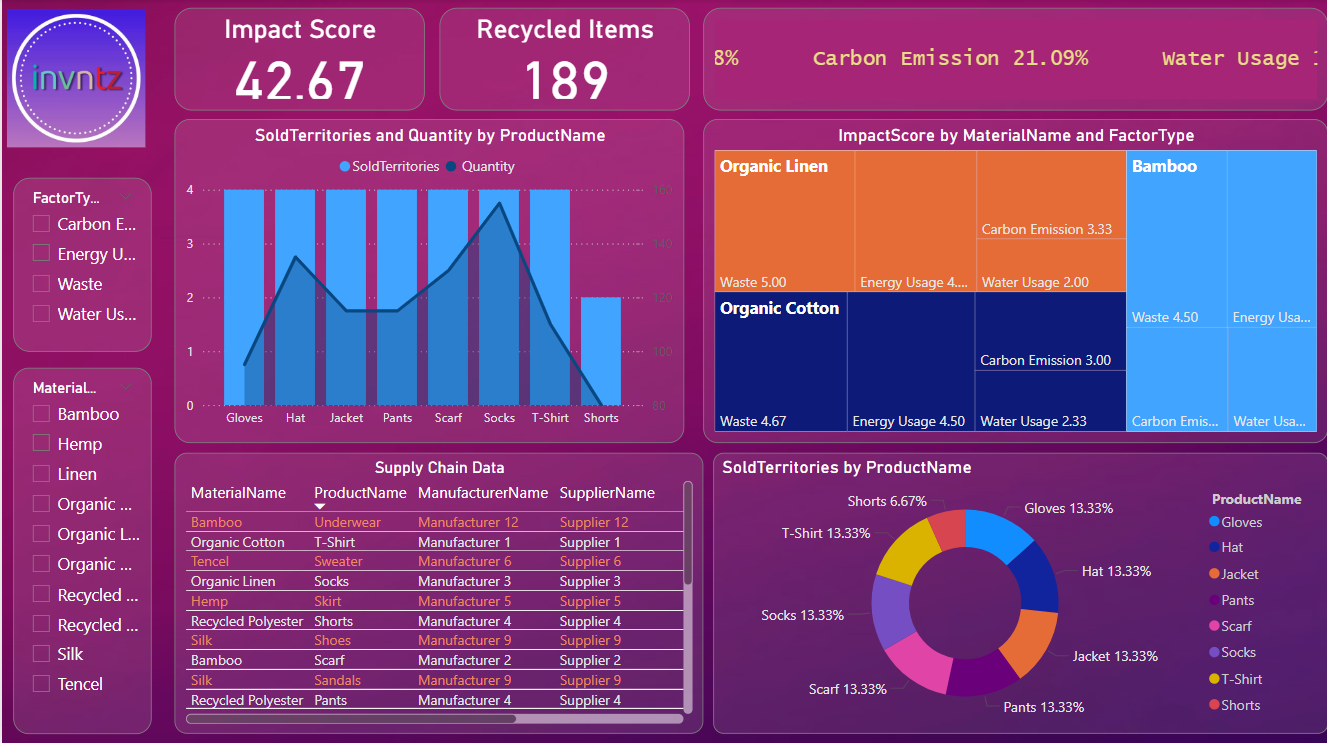 invntz
Impact Score
42.67
Recycled Items
189
8% Carbon Emission 21.09% Water Usage
FactorTy...
Carbon E...
Energy U...
Waste
Water Us...
Material...
Bamboo
Hemp
Linen
Organic ...
Organic L...
Organic ...
Recycled ...
Recycled ...
Silk
Tencel
SoldTerritories and Quantity by ProductName
SoldTerritories Quantity
4 160
3 140
2 120
1 100
0 80
Gloves Hat Jacket Pants Scarf Socks T-Shirt Shorts
ImpactScore by MaterialName and FactorType
Organic Linen
Carbon Emission 3.33
Waste 5.00 Energy Usage 4.... Water Usage 2.00
Organic Cotton
Carbon Emission 3.00
Waste 4.67 Energy Usage 4.50 Water Usage 2.33
Bamboo
Waste 4.50 Energy Usa...
Carbon Emis... Water Usa...
Supply Chain Data
MaterialName ProductName ManufacturerName SupplierName
Bamboo Underwear Manufacturer 12 Supplier 12
Organic Cotton T-Shirt Manufacturer 1 Supplier 1
Tencel Sweater Manufacturer 6 Supplier 6
Organic Linen Socks Manufacturer 3 Supplier 3
Hemp Skirt Manufacturer 5 Supplier 5
Recycled Polyester Shorts Manufacturer 4 Supplier 4
Silk Shoes Manufacturer 9 Supplier 9
Bamboo Scarf Manufacturer 2 Supplier 2
Silk Sandals Manufacturer 9 Supplier 9
Recycled Polyester Pants Manufacturer 4 Supplier 4
SoldTerritories by ProductName
Shorts 6.67%
Gloves 13.33%
T-Shirt 13.33%
Hat 13.33%
Socks 13.33%
Jacket 13.33%
Scarf 13.33%
Pants 13.33%
ProductName
Gloves
Hat
Jacket
Pants
Scarf
Socks
T-Shirt
Shorts